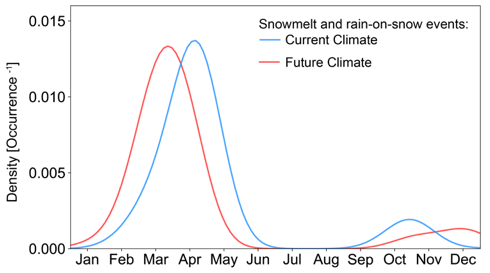 Snowmelt and rain-on-snow events:
Current Climate
Future Climate
Density [Occurrence ⁻¹]
0.015
0.010
0.005
0.000
Jan Feb Mar Apr May Jun Jul Aug Sep Oct Nov Dec